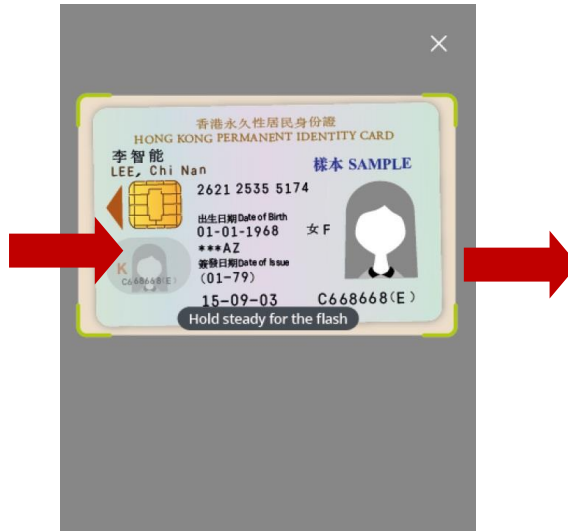 香港永久性居民身份證
HONG KONG PERMANENT IDENTITY CARD
李智能
LEE, Chi Nan
樣本 SAMPLE
2621 2535 5174
出生日期 Date of Birth
01-01-1968 女 F
***AZ
簽發日期 Date of Issue
(01-79)
15-09-03
C668668(E)
K
C668668(E)
Hold steady for the flash